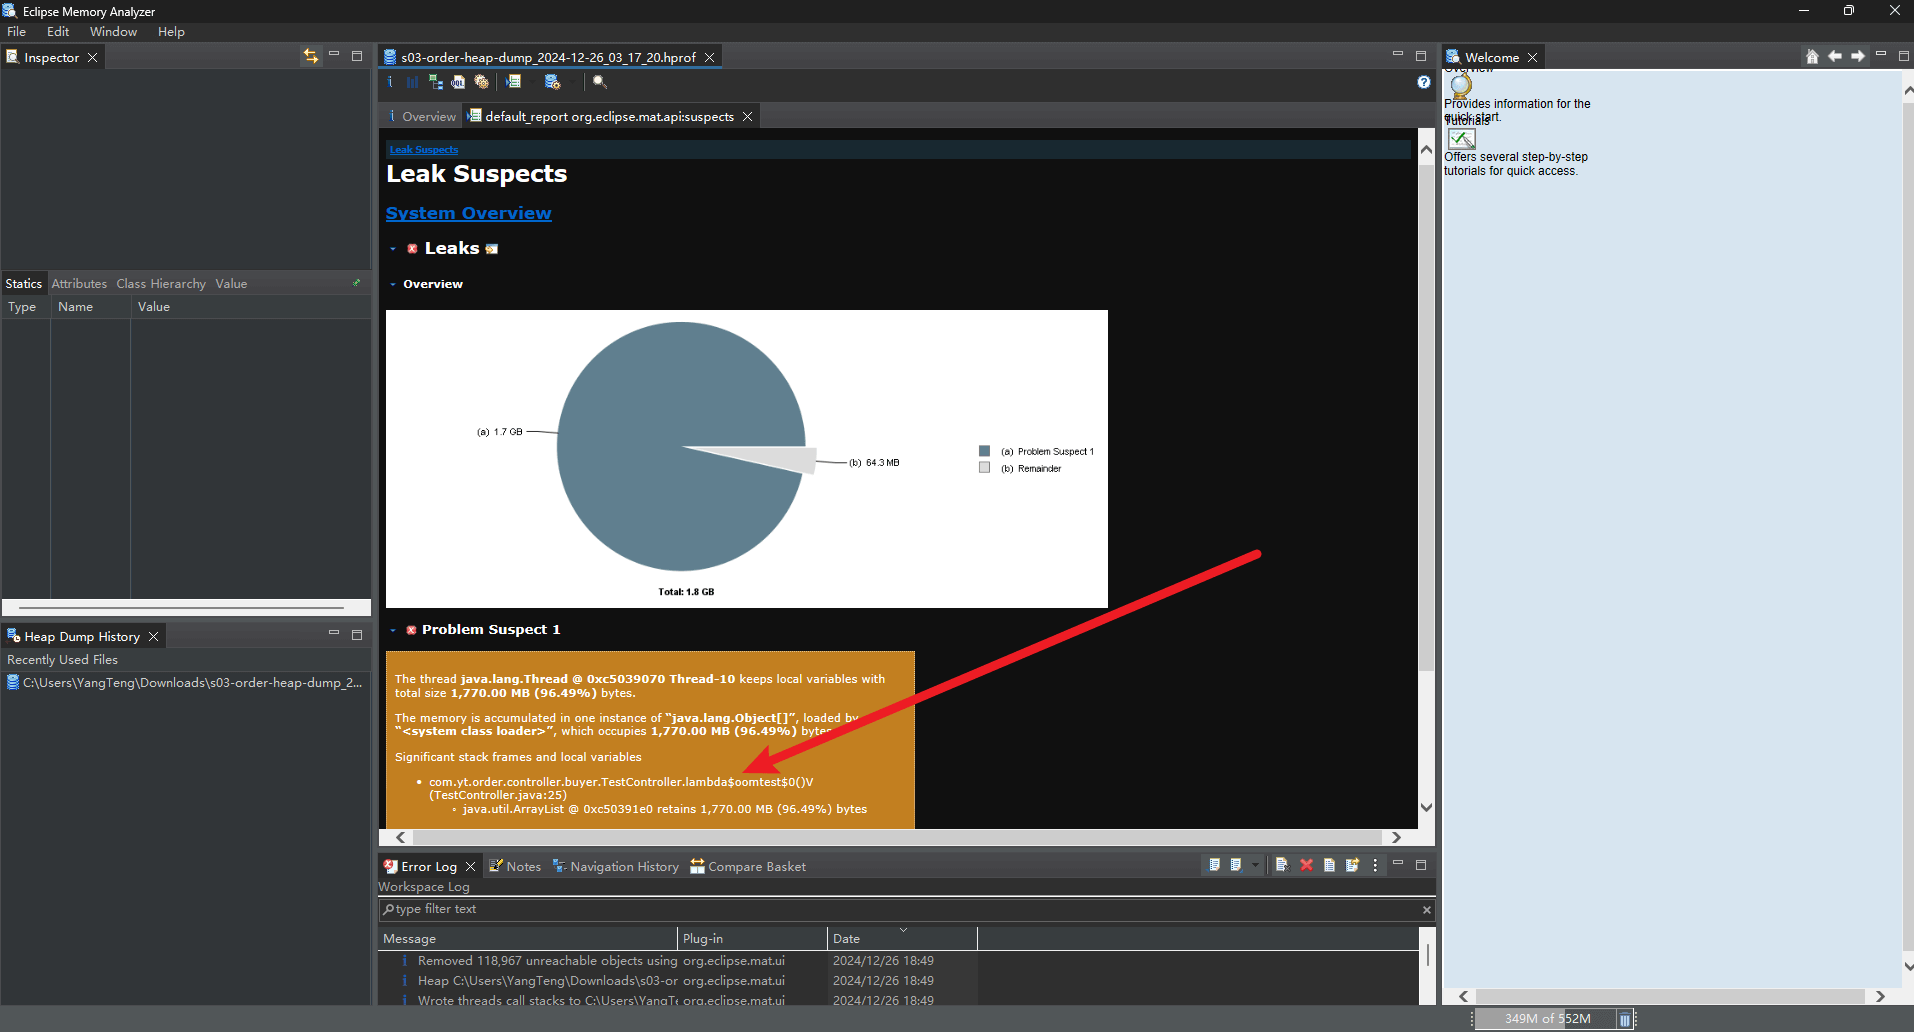 Eclipse Memory Analyzer
File Edit Window Help
Inspector
Statics Attributes Class Hierarchy Value
Type Name Value
Heap Dump History
Recently Used Files
C:\Users\YangTeng\Downloads\s03-order-heap-dump_2...
s03-order-heap-dump_2024-12-26_03_17_20.hprof
Overview default_report org.eclipse.mat.api:suspects
Leak Suspects
Leak Suspects
System Overview
Leaks
Overview
(a) 1.7 GB
(b) 64.3 MB
(a) Problem Suspect 1
(b) Remainder
Total: 1.8 GB
Problem Suspect 1
The thread java.lang.Thread @ 0xc5039070 Thread-10 keeps local variables with
total size 1,770.00 MB (96.49%) bytes.
The memory is accumulated in one instance of "java.lang.Object[]", loaded by
"<system class loader>", which occupies 1,770.00 MB (96.49%) bytes
Significant stack frames and local variables
• com.yt.order.controller.buyer.TestController.lambda$oomtest$0()V
(TestController.java:25)
◦ java.util.ArrayList @ 0xc50391e0 retains 1,770.00 MB (96.49%) bytes
Error Log Notes Navigation History Compare Basket
Workspace Log
type filter text
Message Plug-in Date
Removed 118,967 unreachable objects using org.eclipse.mat.ui 2024/12/26 18:49
Heap C:\Users\YangTeng\Downloads\s03-or org.eclipse.mat.ui 2024/12/26 18:49
Wrote threads call stacks to C:\Users\YangTe org.eclipse.mat.ui 2024/12/26 18:49
Welcome
Overview
Provides information for the
quick start.
Tutorials
Offers several step-by-step
tutorials for quick access.
349M of 552M